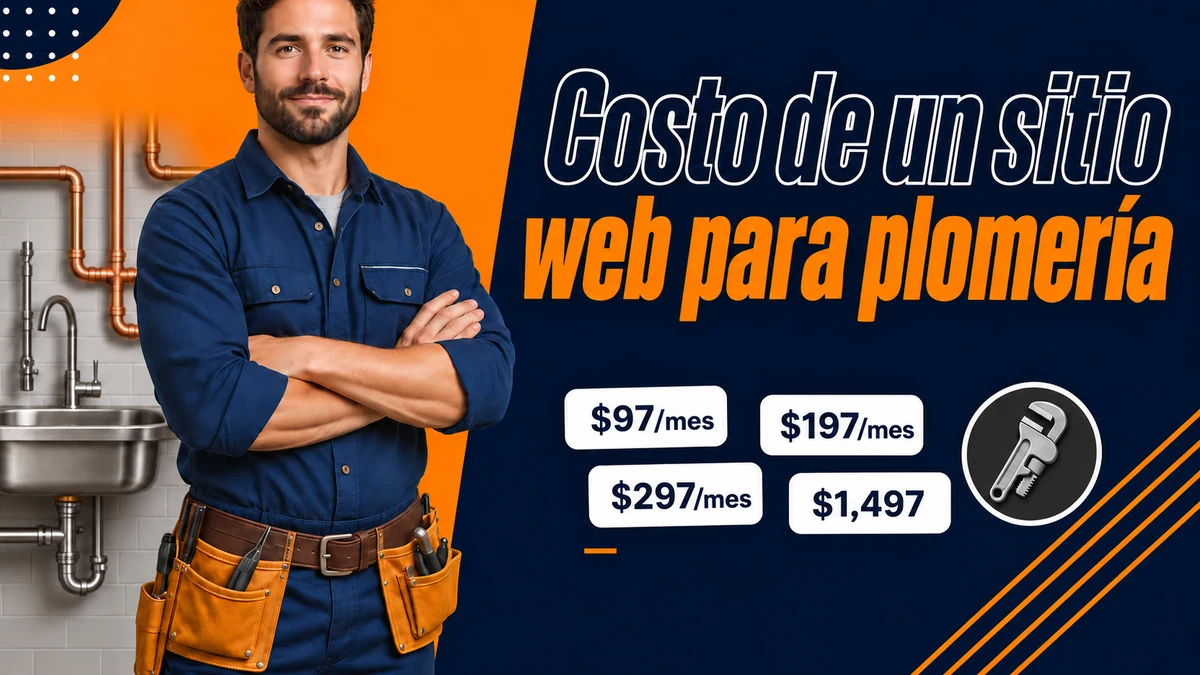 Costo de un sitio
web para plomería
$97/mes
$197/mes
$297/mes
$1,497